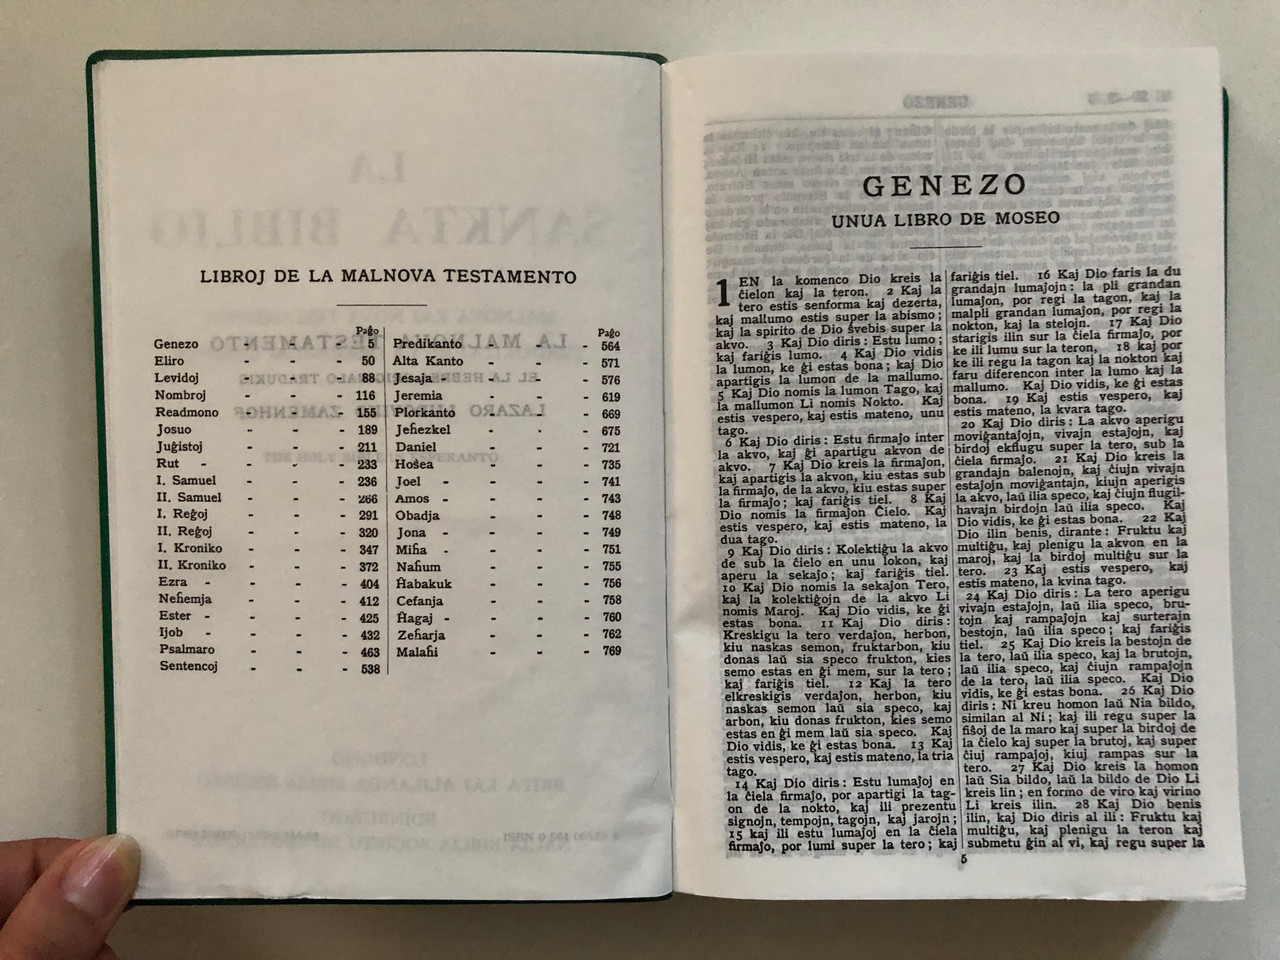 LIBROJ DE LA MALNOVA TESTAMENTO
Paĝo
Genezo - - - 5
Eliro - - - 50
Levidoj - - - 88
Nombroj - - - 116
Readmono - - - 155
Josuo - - - 189
Juĝistoj - - - 211
Rut - - - - 233
I. Samuel - - - 236
II. Samuel - - - 266
I. Reĝoj - - - 291
II. Reĝoj - - - 320
I. Kroniko - - - 347
II. Kroniko - - - 372
Ezra - - - - 404
Neĥemja - - - 412
Ester - - - - 425
Ijob - - - - 432
Psalmaro - - - 463
Sentencoj - - - 538
Paĝo
Predikanto - - - 564
Alta Kanto - - - 571
Jesaja - - - - 576
Jeremia - - - 619
Plorkanto - - - 669
Jeĥezkel - - - 675
Daniel - - - 721
Hoŝea - - - 735
Joel - - - - 741
Amos - - - - 743
Obadja - - - 748
Jona - - - - 749
Miĥa - - - - 751
Naĥum - - - 755
Ĥabakuk - - - 756
Cefanja - - - 758
Ĥagaj - - - - 760
Zeĥarja - - - 762
Malaĥi - - - 769
GENEZO
UNUA LIBRO DE MOSEO
1 EN la komenco Dio kreis la
ĉielon kaj la teron. 2 Kaj la
tero estis senforma kaj dezerta,
kaj mallumo estis super la abismo;
kaj la spirito de Dio ŝvebis super la
akvo. 3 Kaj Dio diris: Estu lumo;
kaj fariĝis lumo. 4 Kaj Dio vidis
la lumon, ke ĝi estas bona; kaj Dio
apartigis la lumon de la mallumo.
5 Kaj Dio nomis la lumon Tago, kaj
la mallumon Li nomis Nokto. Kaj
estis vespero, kaj estis mateno, unu
tago.
6 Kaj Dio diris: Estu firmaĵo inter
la akvo, kaj ĝi apartigu akvon de
akvo. 7 Kaj Dio kreis la firmaĵon,
kaj apartigis la akvon, kiu estas sub
la firmaĵo, de la akvo, kiu estas super
la firmaĵo; kaj fariĝis tiel. 8 Kaj
Dio nomis la firmaĵon Ĉielo. Kaj
estis vespero, kaj estis mateno, la
dua tago.
9 Kaj Dio diris: Kolektiĝu la akvo
de sub la ĉielo en unu lokon, kaj
aperu la sekaĵo; kaj fariĝis tiel.
10 Kaj Dio nomis la sekaĵon Tero,
kaj la kolektiĝojn de la akvo Li
nomis Maroj. Kaj Dio vidis, ke ĝi
estas bona. 11 Kaj Dio diris:
Kreskigu la tero verdaĵon, herbon,
kiu naskas semon, fruktarbon, kiu
donas laŭ sia speco frukton, kies
semo estas en ĝi mem, sur la tero;
kaj fariĝis tiel. 12 Kaj la tero
elkreskigis verdaĵon, herbon, kiu
naskas semon laŭ sia speco, kaj
arbon, kiu donas frukton, kies semo
estas en ĝi mem laŭ sia speco. Kaj
Dio vidis, ke ĝi estas bona. 13 Kaj
estis vespero, kaj estis mateno, la tria
tago.
14 Kaj Dio diris: Estu lumaĵoj en
la ĉiela firmaĵo, por apartigi la tag-
on de la nokto, kaj ili prezentu
signojn, tempojn, tagojn, kaj jarojn;
15 kaj ili estu lumaĵoj en la ĉiela
firmaĵo, por lumi super la tero; kaj
fariĝis tiel. 16 Kaj Dio faris la du
grandajn lumaĵojn: la pli grandan
lumaĵon, por regi la tagon, kaj la
malpli grandan lumaĵon, por regi la
nokton, kaj la stelojn. 17 Kaj Dio
starigis ilin sur la ĉiela firmaĵo, por
ke ili lumu sur la teron, 18 kaj por
ke ili regu la tagon kaj la nokton kaj
faru diferencon inter la lumo kaj la
mallumo. Kaj Dio vidis, ke ĝi estas
bona. 19 Kaj estis vespero, kaj
estis mateno, la kvara tago.
20 Kaj Dio diris: La akvo aperigu
moviĝantaĵojn, vivajn estaĵojn, kaj
birdoj ekflugu super la tero, sub la
ĉiela firmaĵo. 21 Kaj Dio kreis la
grandajn balenojn, kaj ĉiujn vivajn
estaĵojn moviĝantajn, kiujn aperigis
la akvo, laŭ ilia speco, kaj ĉiujn flugil-
havajn birdojn laŭ ilia speco. Kaj
Dio vidis, ke ĝi estas bona. 22 Kaj
Dio ilin benis, dirante: Fruktu kaj
multiĝu, kaj plenigu la akvon en la
maroj, kaj la birdoj multiĝu sur la
tero. 23 Kaj estis vespero, kaj
estis mateno, la kvina tago.
24 Kaj Dio diris: La tero aperigu
vivajn estaĵojn, laŭ ilia speco, bru-
tojn kaj rampaĵojn kaj surterajn
bestojn, laŭ ilia speco; kaj fariĝis
tiel. 25 Kaj Dio kreis la bestojn de
la tero, laŭ ilia speco, kaj la brutojn,
laŭ ilia speco, kaj ĉiujn rampaĵojn
de la tero, laŭ ilia speco. Kaj Dio
vidis, ke ĝi estas bona. 26 Kaj Dio
diris: Ni kreu homon laŭ Nia bildo,
similan al Ni; kaj ili regu super la
fiŝoj de la maro kaj super la birdoj de
la ĉielo kaj super la brutoj, kaj super
ĉiuj rampaĵoj, kiuj rampas sur la
tero. 27 Kaj Dio kreis la homon
laŭ Sia bildo, laŭ la bildo de Dio Li
kreis lin; en formo de viro kaj virino
Li kreis ilin. 28 Kaj Dio benis
ilin, kaj Dio diris al ili: Fruktu kaj
multiĝu, kaj plenigu la teron kaj
submetu ĝin al vi, kaj regu super la
5